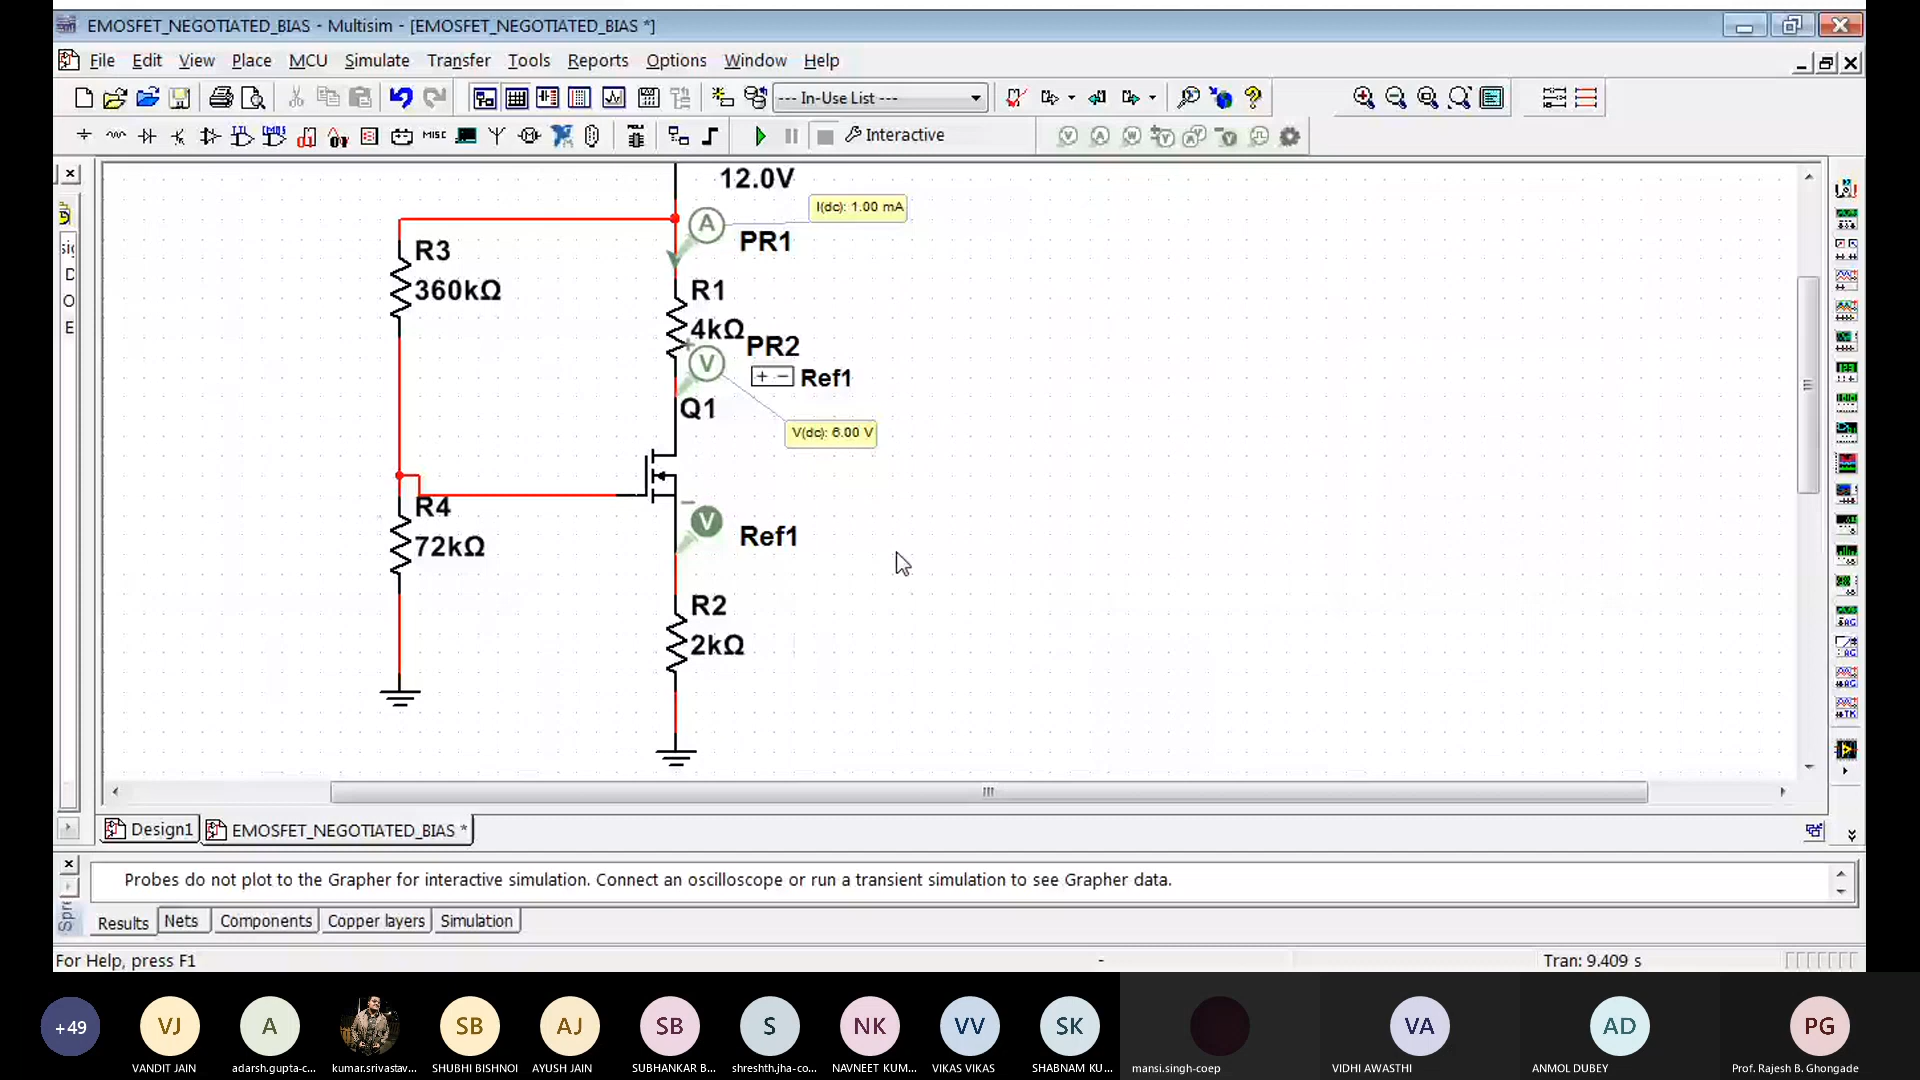 EMOSFET_NEGOTIATED_BIAS - Multisim - [EMOSFET_NEGOTIATED_BIAS *]
File Edit View Place MCU Simulate Transfer Tools Reports Options Window Help
--- In-Use List ---
MISC Interactive
12.0V
I(dc): 1.00 mA
A
PR1
R3
360kΩ
R1
4kΩ
PR2
V
+ - Ref1
Q1
V(dc): 6.00 V
R4
72kΩ
V
Ref1
R2
2kΩ
Design1 EMOSFET_NEGOTIATED_BIAS *
Probes do not plot to the Grapher for interactive simulation. Connect an oscilloscope or run a transient simulation to see Grapher data.
Results Nets Components Copper layers Simulation
For Help, press F1 - Tran: 9.409 s
+49 VJ A SB AJ SB S NK VV SK VA AD PG
VANDIT JAIN adarsh.gupta-c... kumar.srivastav... SHUBHI BISHNOI AYUSH JAIN SUBHANKAR B... shreshth.jha-co... NAVNEET KUM... VIKAS VIKAS SHABNAM KU... mansi.singh-coep VIDHI AWASTHI ANMOL DUBEY Prof. Rajesh B. Ghongade